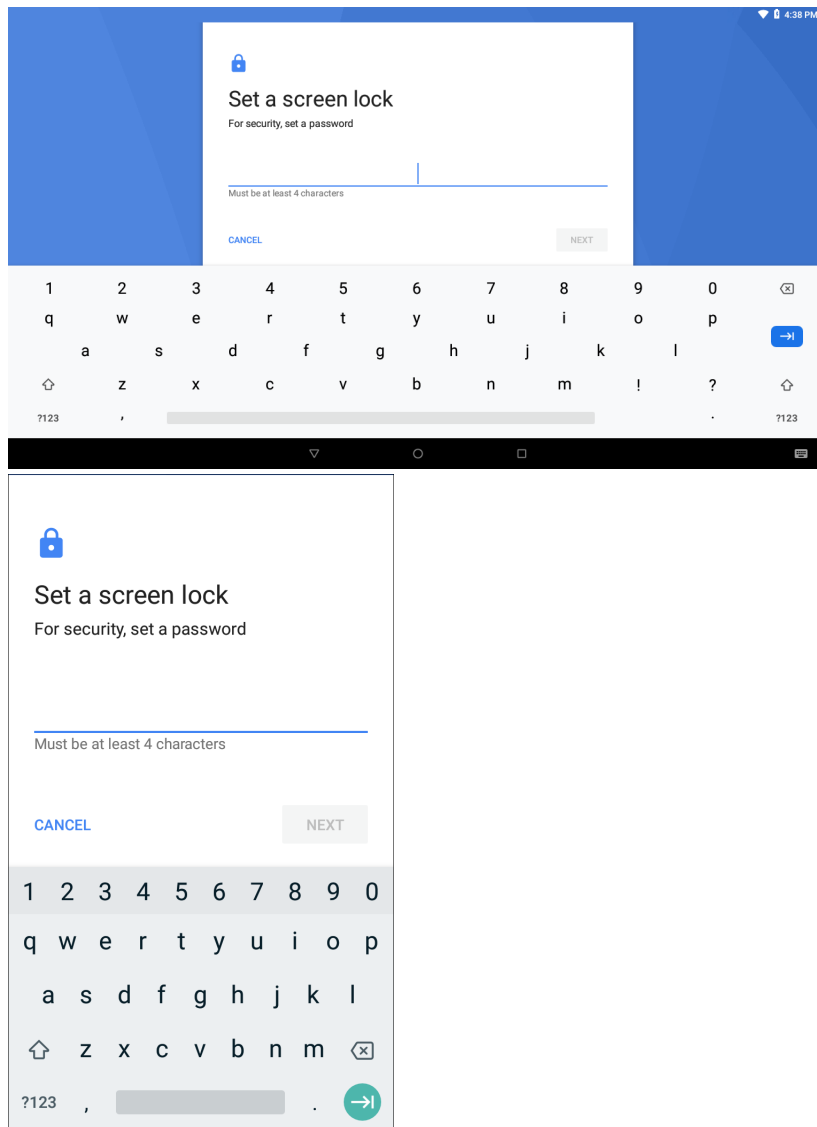 4:38 PM
Set a screen lock
For security, set a password
Must be at least 4 characters
CANCEL NEXT
1 2 3 4 5 6 7 8 9 0
q w e r t y u i o p
a s d f g h j k l
z x c v b n m ! ?
?123 , . ?123
Set a screen lock
For security, set a password
Must be at least 4 characters
CANCEL NEXT
1 2 3 4 5 6 7 8 9 0
q w e r t y u i o p
a s d f g h j k l
z x c v b n m
?123 , .